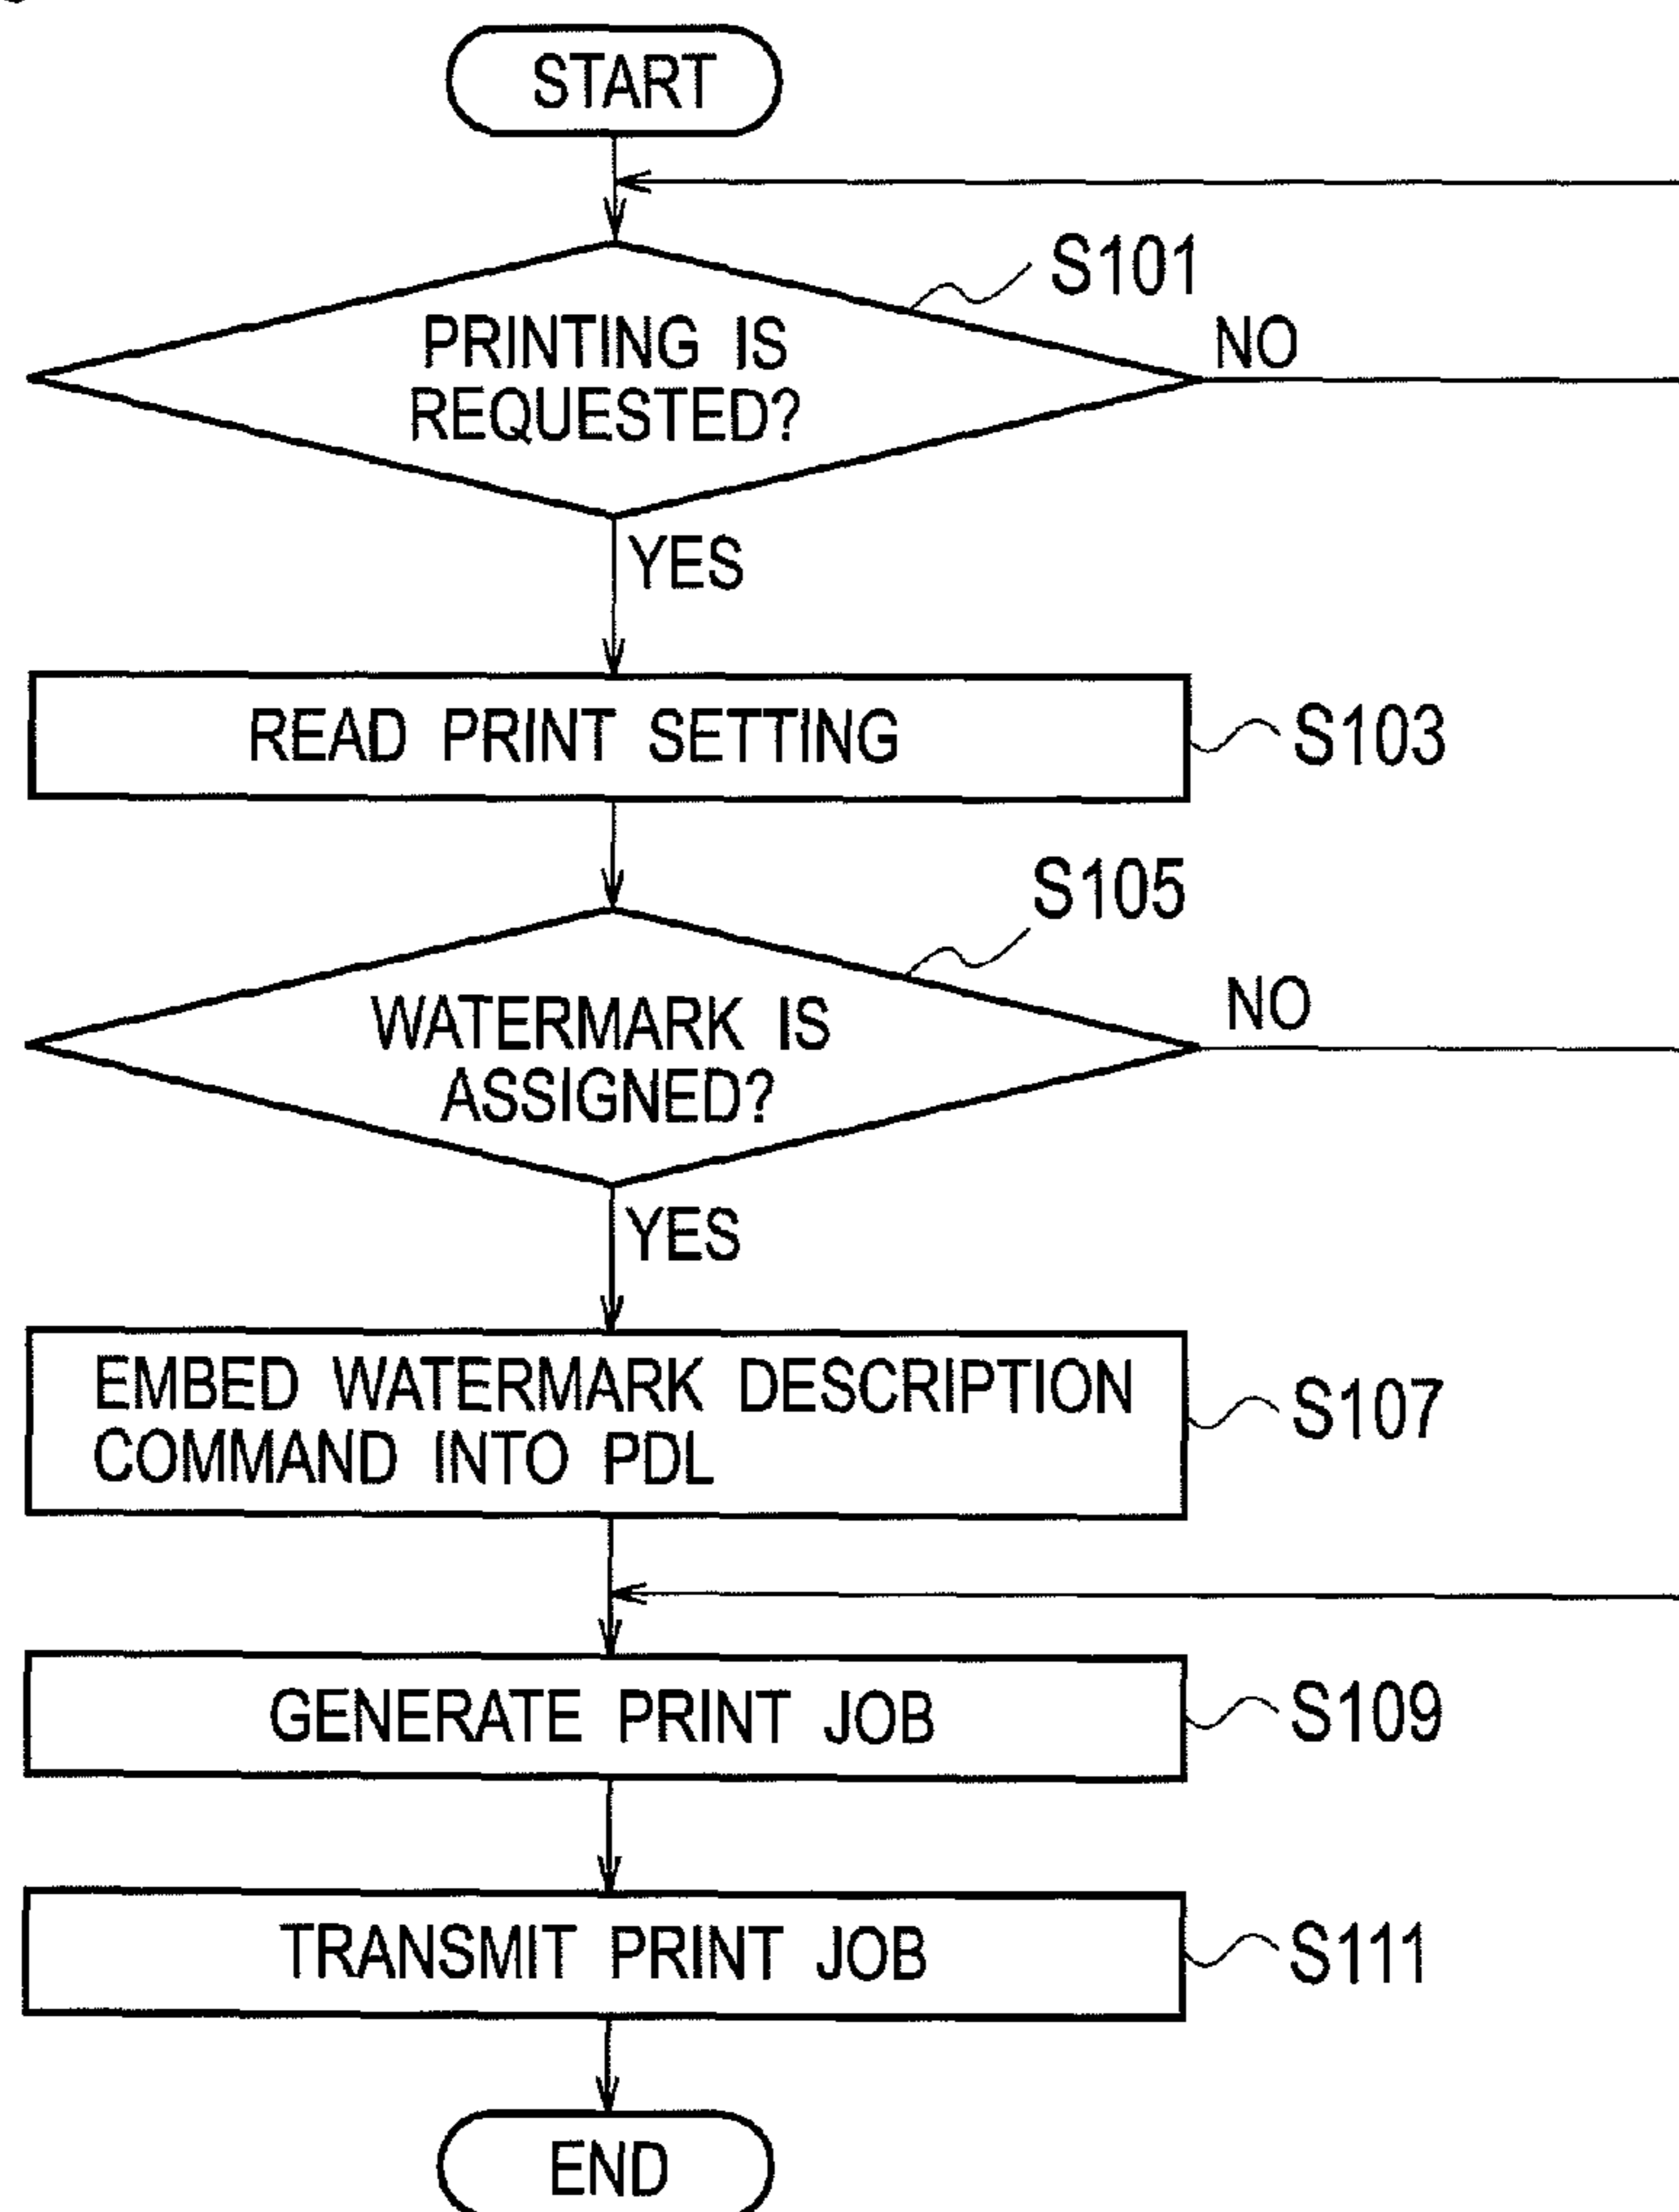 START
S101
PRINTING IS
REQUESTED?
NO
YES
READ PRINT SETTING
S103
S105
WATERMARK IS
ASSIGNED?
NO
YES
EMBED WATERMARK DESCRIPTION
COMMAND INTO PDL
S107
GENERATE PRINT JOB
S109
TRANSMIT PRINT JOB
S111
END